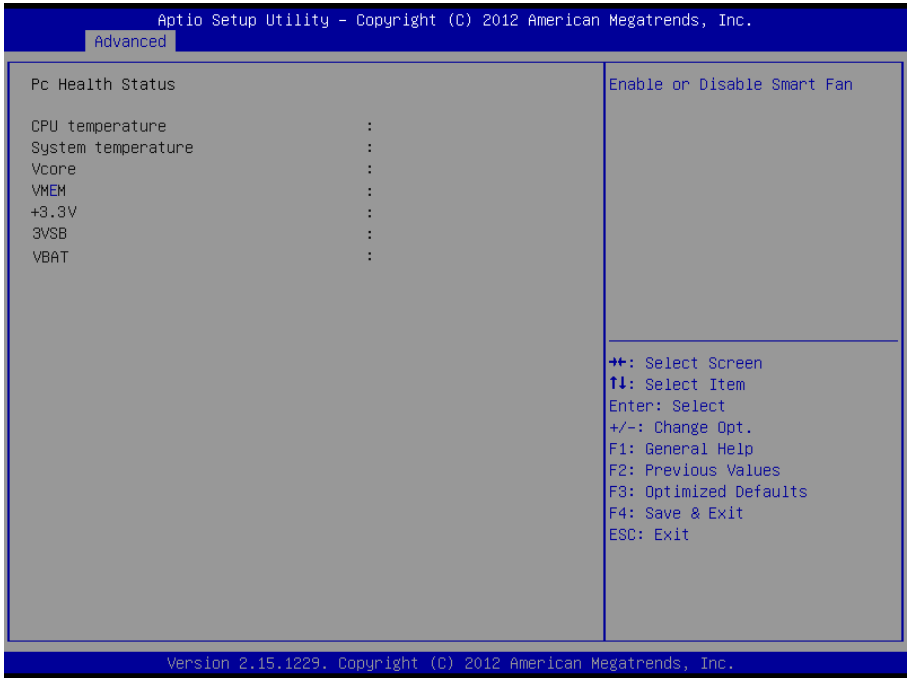 Aptio Setup Utility – Copyright (C) 2012 American Megatrends, Inc.
Advanced
Pc Health Status
CPU temperature :
System temperature :
Vcore :
VMEM :
+3.3V :
3VSB :
VBAT :
Enable or Disable Smart Fan
→←: Select Screen
↑↓: Select Item
Enter: Select
+/-: Change Opt.
F1: General Help
F2: Previous Values
F3: Optimized Defaults
F4: Save & Exit
ESC: Exit
Version 2.15.1229. Copyright (C) 2012 American Megatrends, Inc.